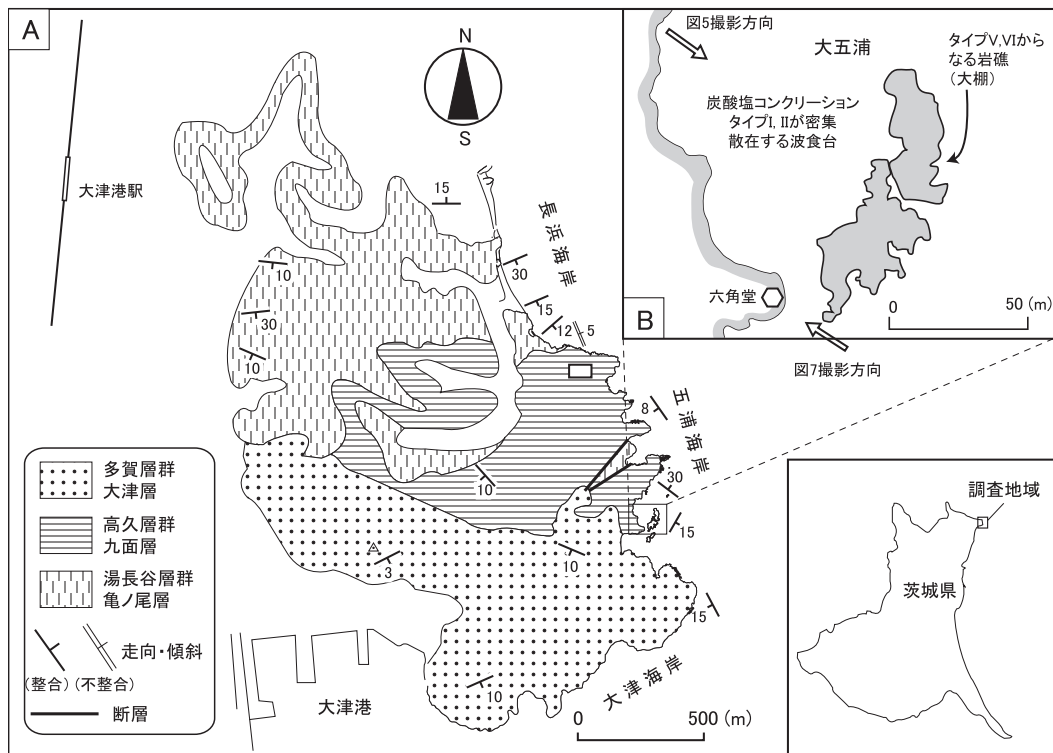 A
N
S
大津港駅
15
長浜海岸
10
30
30
15
10
12
5
8
五浦海岸
30
10
15
10
3
15
10
大津港
大津海岸
0 500 (m)
多賀層群
大津層
高久層群
九面層
湯長谷層群
亀ノ尾層
走向・傾斜
(整合) (不整合)
断層
図5撮影方向
大五浦
タイプV,VIから
なる岩礁
(大棚)
炭酸塩コンクリーション
タイプI, IIが密集
散在する波食台
六角堂
0 50 (m)
B
図7撮影方向
調査地域
茨城県